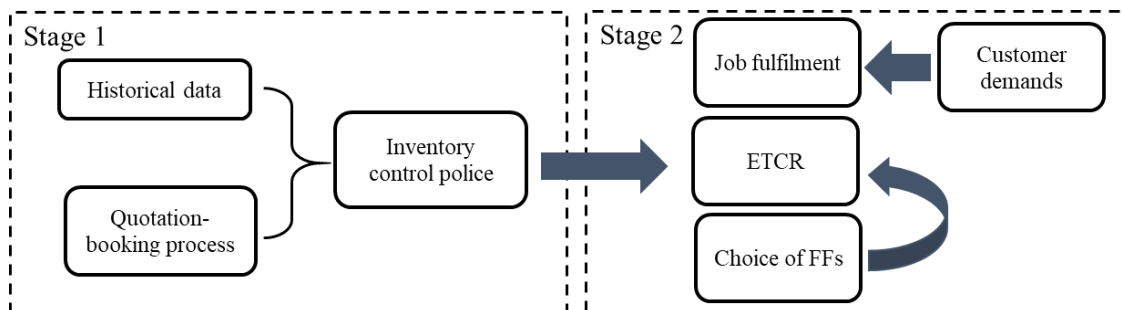 Stage 1
Historical data
Quotation-
booking process
Inventory
control police
Stage 2
Job fulfilment
Customer
demands
ETCR
Choice of FFs